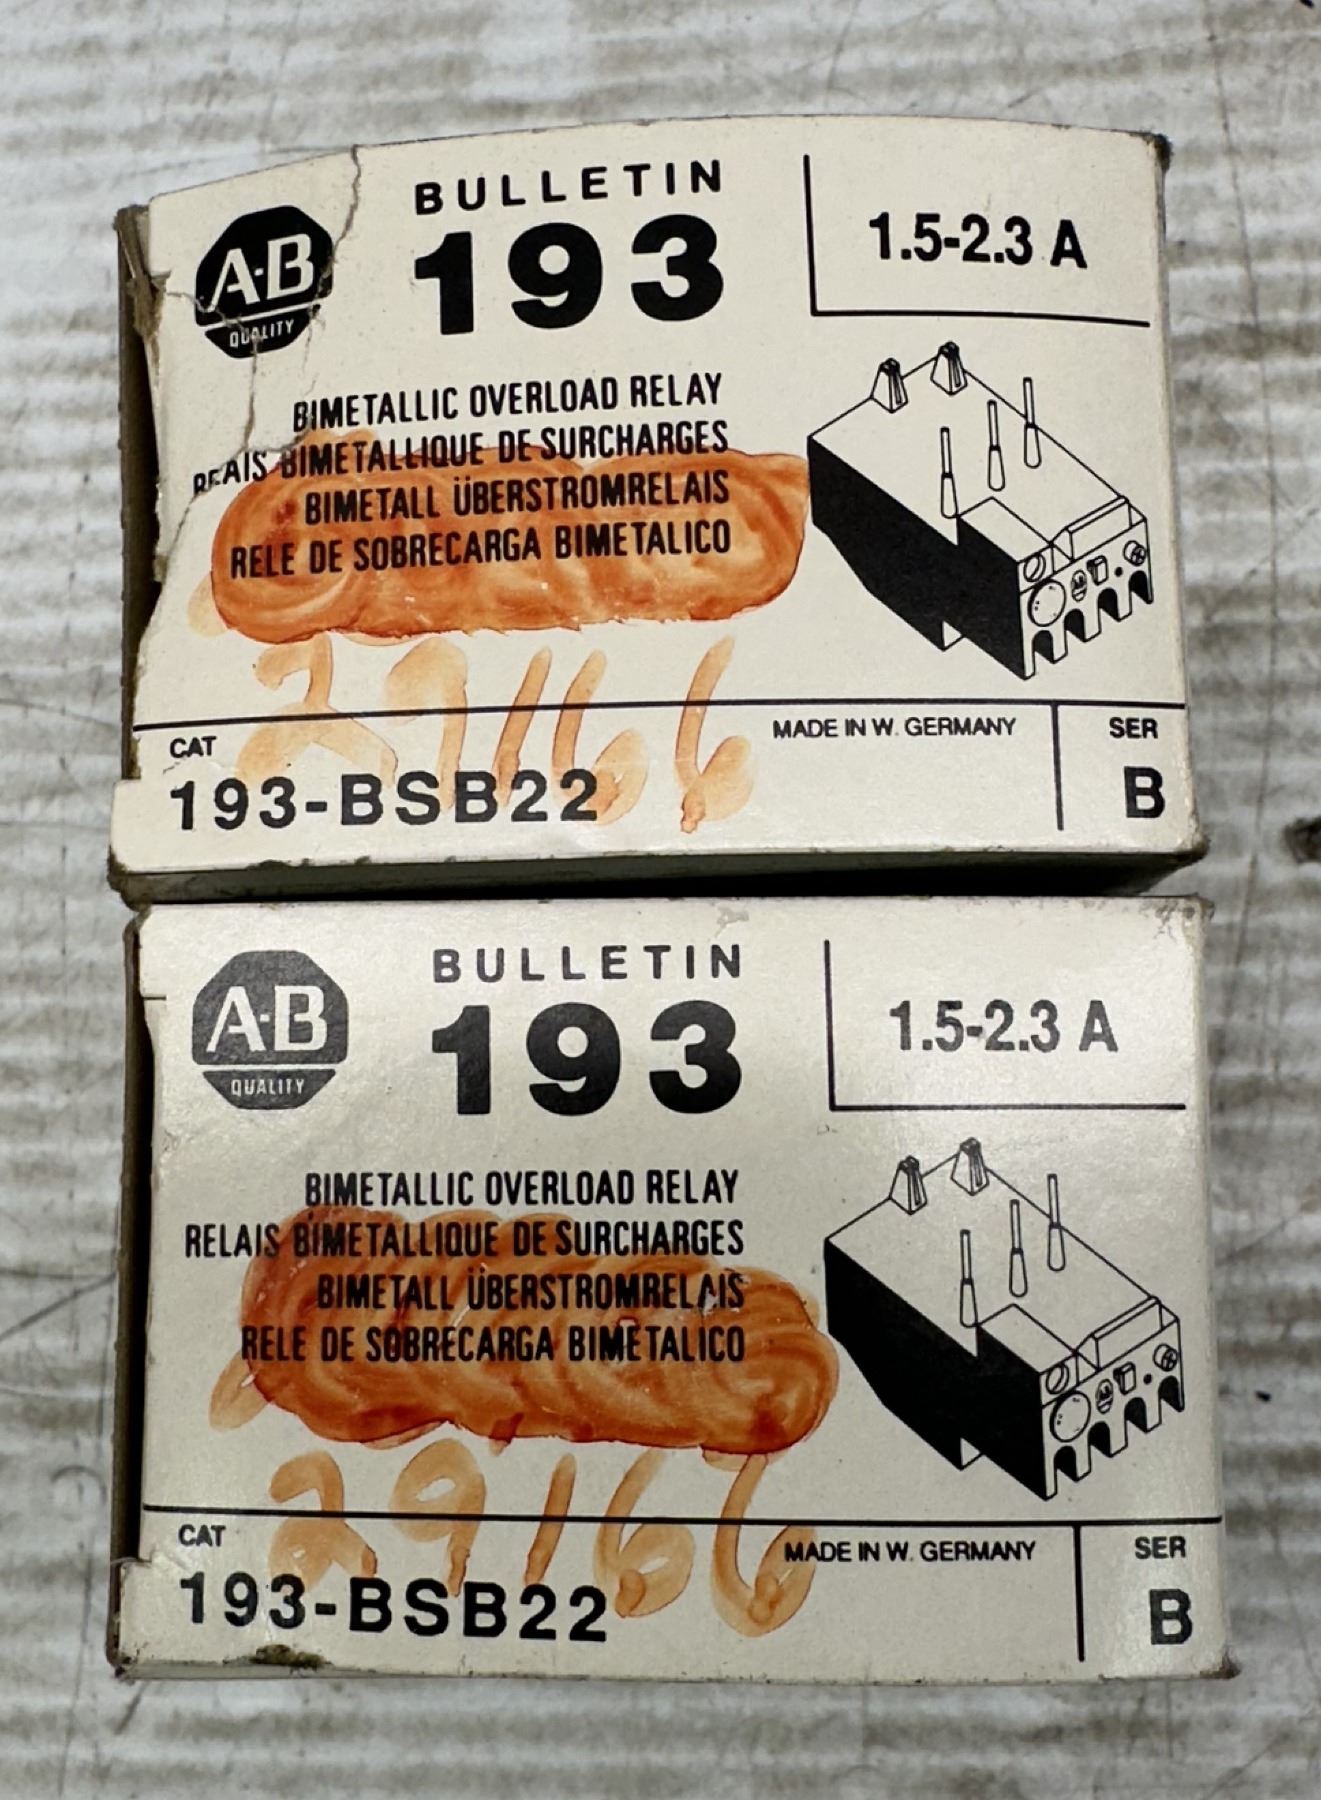 BULLETIN
193
1.5-2.3 A
A-B
QUALITY
BIMETALLIC OVERLOAD RELAY
RELAIS BIMETALLIQUE DE SURCHARGES
BIMETALL ÜBERSTROMRELAIS
RELE DE SOBRECARGA BIMETALICO
29166
MADE IN W. GERMANY
CAT
193-BSB22
SER
B
BULLETIN
193
1.5-2.3 A
A-B
QUALITY
BIMETALLIC OVERLOAD RELAY
RELAIS BIMETALLIQUE DE SURCHARGES
BIMETALL ÜBERSTROMRELAIS
RELE DE SOBRECARGA BIMETALICO
29166
MADE IN W. GERMANY
CAT
193-BSB22
SER
B